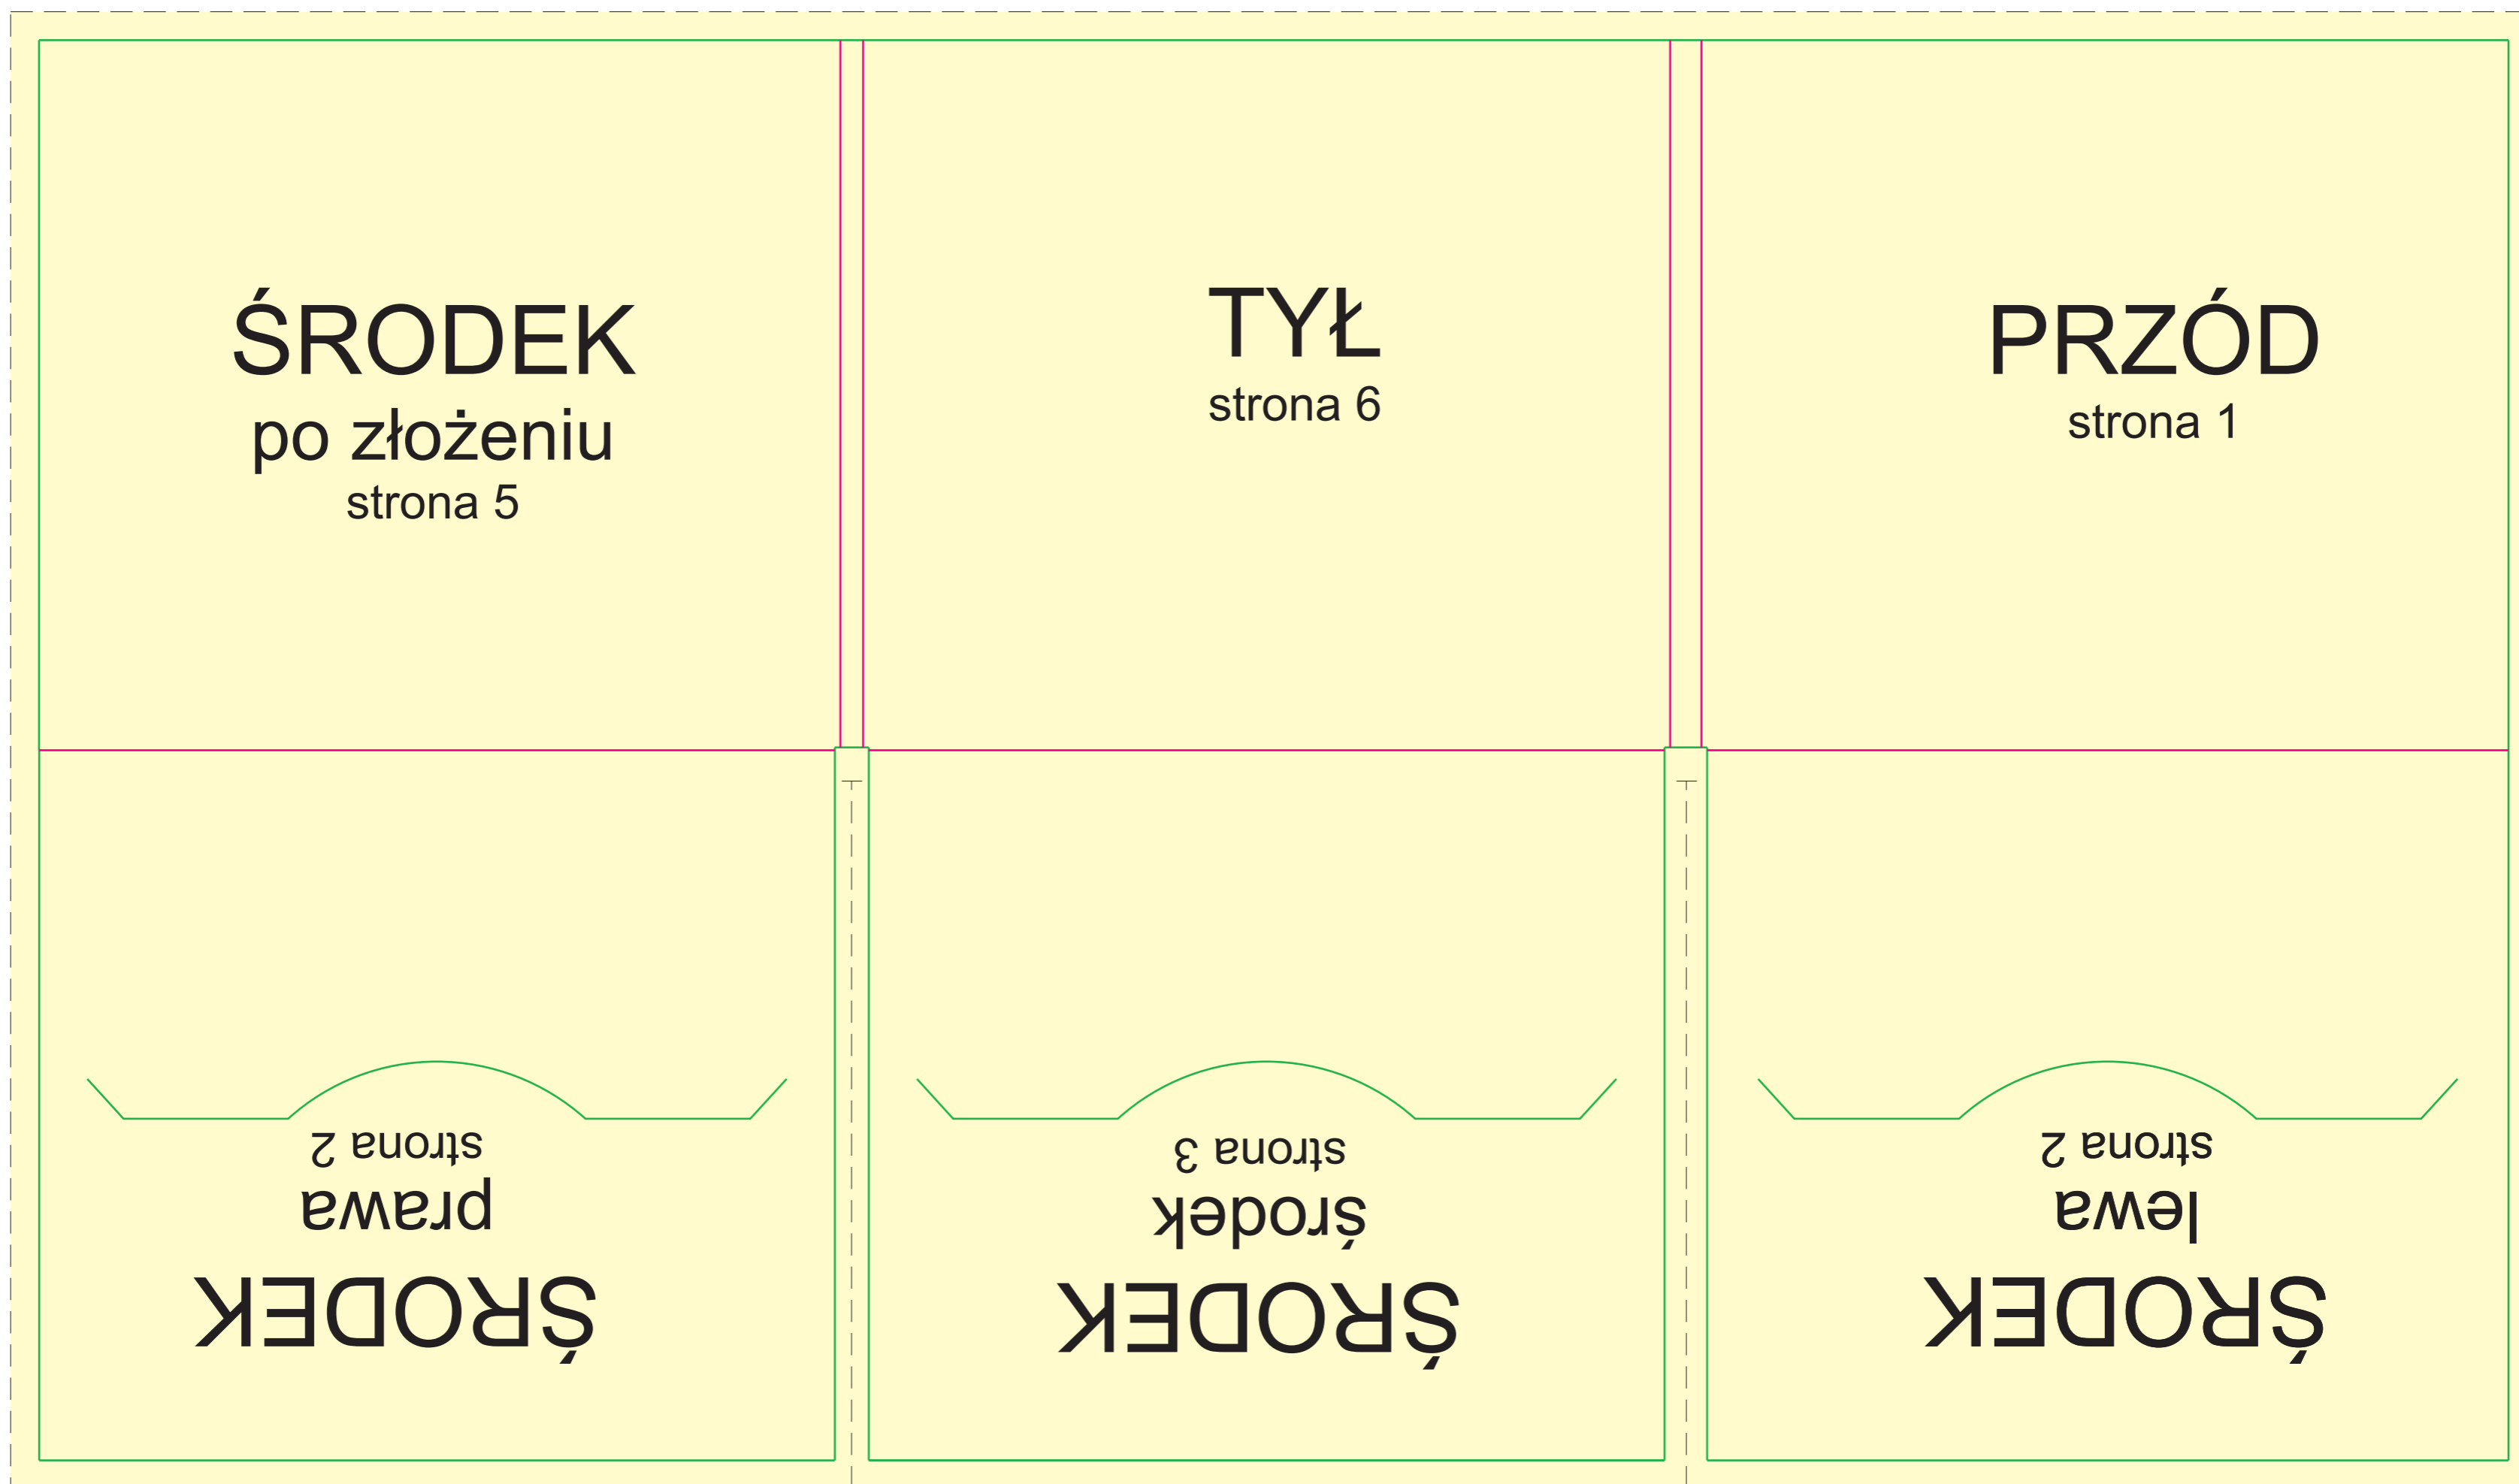 ŚRODEK
po złożeniu
strona 5
TYŁ
strona 6
PRZÓD
strona 1
ŚRODEK
prawa
strona 2
ŚRODEK
środek
strona 3
ŚRODEK
lewa
strona 2